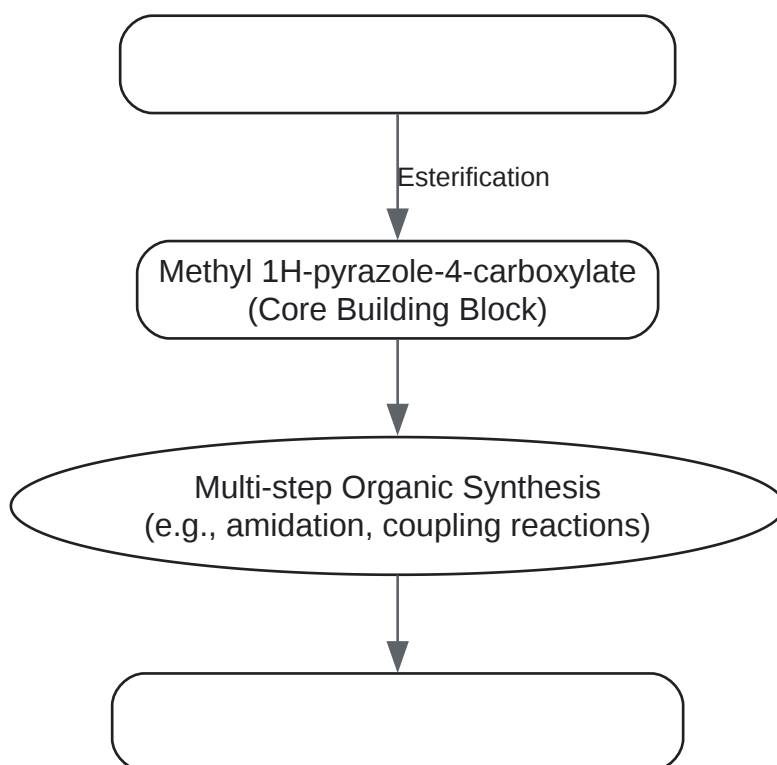 Esterification
Methyl 1H-pyrazole-4-carboxylate
(Core Building Block)
Multi-step Organic Synthesis
(e.g., amidation, coupling reactions)